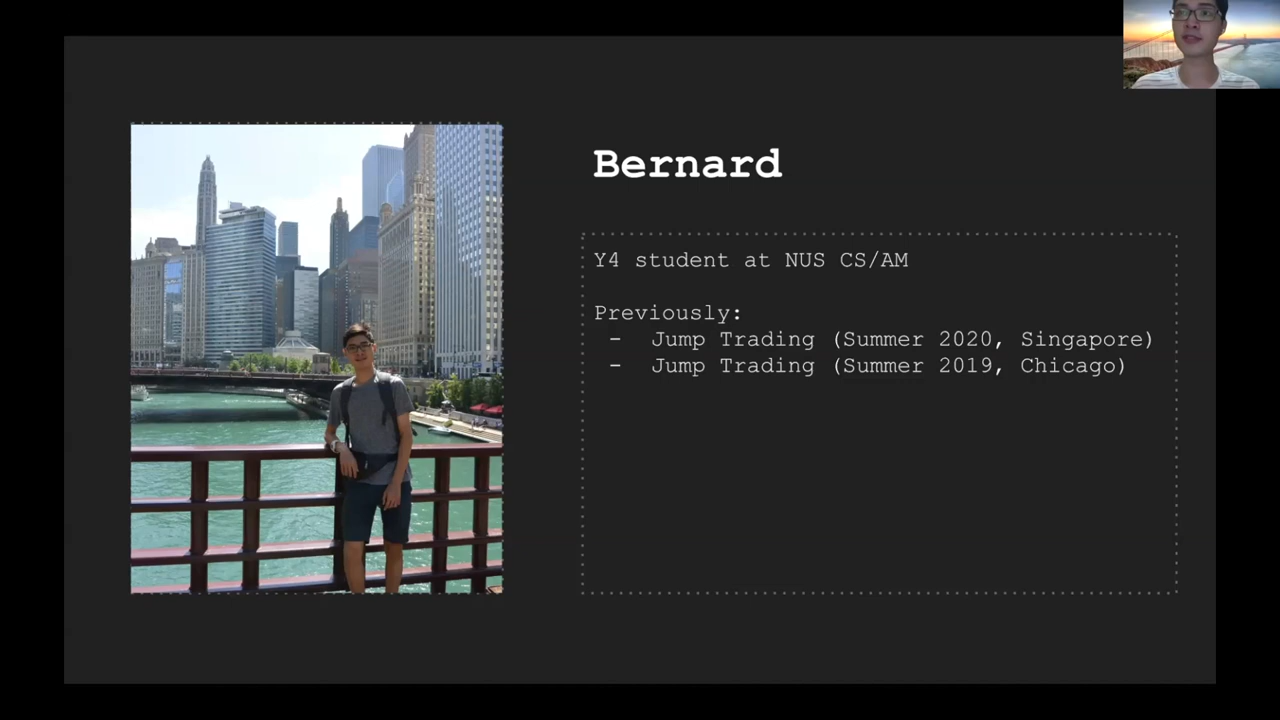 Bernard
Y4 student at NUS CS/AM
Previously:
- Jump Trading (Summer 2020, Singapore)
- Jump Trading (Summer 2019, Chicago)